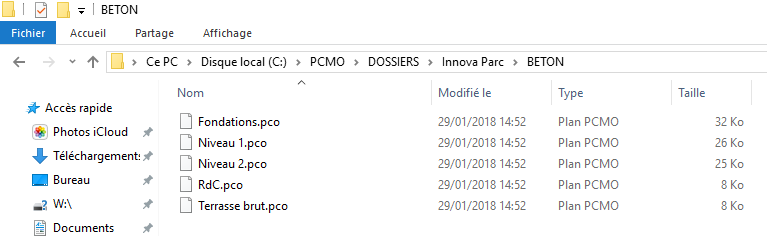 BETON
Fichier Accueil Partage Affichage
Ce PC > Disque local (C:) > PCMO > DOSSIERS > Innova Parc > BETON
Nom Modifié le Type Taille
Accès rapide
Photos iCloud
Téléchargements
Bureau
W:\
Documents
Fondations.pco 29/01/2018 14:52 Plan PCMO 32 Ko
Niveau 1.pco 29/01/2018 14:52 Plan PCMO 26 Ko
Niveau 2.pco 29/01/2018 14:52 Plan PCMO 25 Ko
RdC.pco 29/01/2018 14:52 Plan PCMO 8 Ko
Terrasse brut.pco 29/01/2018 14:52 Plan PCMO 8 Ko